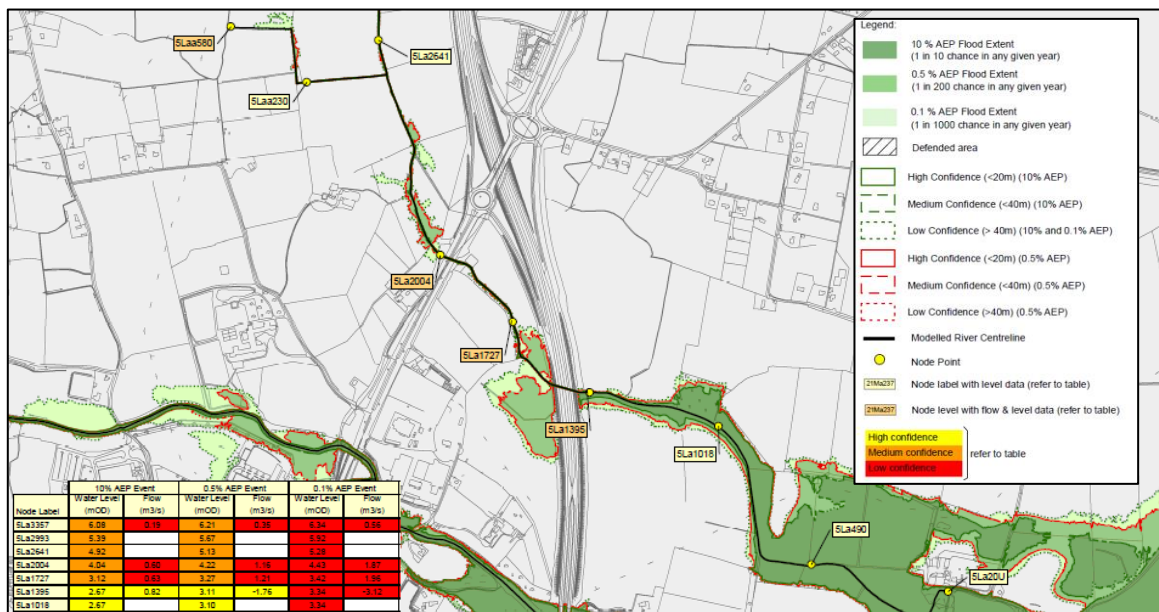 5Laa580
5La2641
5Laa230
5La2004
5La1727
5La1395
5La1018
5La490
5La20U
Legend:
10 % AEP Flood Extent
(1 in 10 chance in any given year)
0.5 % AEP Flood Extent
(1 in 200 chance in any given year)
0.1 % AEP Flood Extent
(1 in 1000 chance in any given year)
Defended area
High Confidence (<20m) (10% AEP)
Medium Confidence (<40m) (10% AEP)
Low Confidence (> 40m) (10% and 0.1% AEP)
High Confidence (<20m) (0.5% AEP)
Medium Confidence (<40m) (0.5% AEP)
Low Confidence (>40m) (0.5% AEP)
Modelled River Centreline
Node Point
21Ma237 Node label with level data (refer to table)
21Ma237 Node level with flow & level data (refer to table)
High confidence
Medium confidence refer to table
Low confidence
10% AEP Event 0.5% AEP Event 0.1% AEP Event
Water Level Flow Water Level Flow Water Level Flow
Node Label (mOD) (m3/s) (mOD) (m3/s) (mOD) (m3/s)
5La3357 6.08 0.19 6.21 0.35 6.34 0.56
5La2993 5.39 5.67 5.92
5La2641 4.92 5.13 5.28
5La2004 4.04 0.60 4.22 1.16 4.43 1.87
5La1727 3.12 0.63 3.27 1.21 3.42 1.96
5La1395 2.67 0.82 3.11 -1.76 3.34 -3.12
5La1018 2.67 3.10 3.34